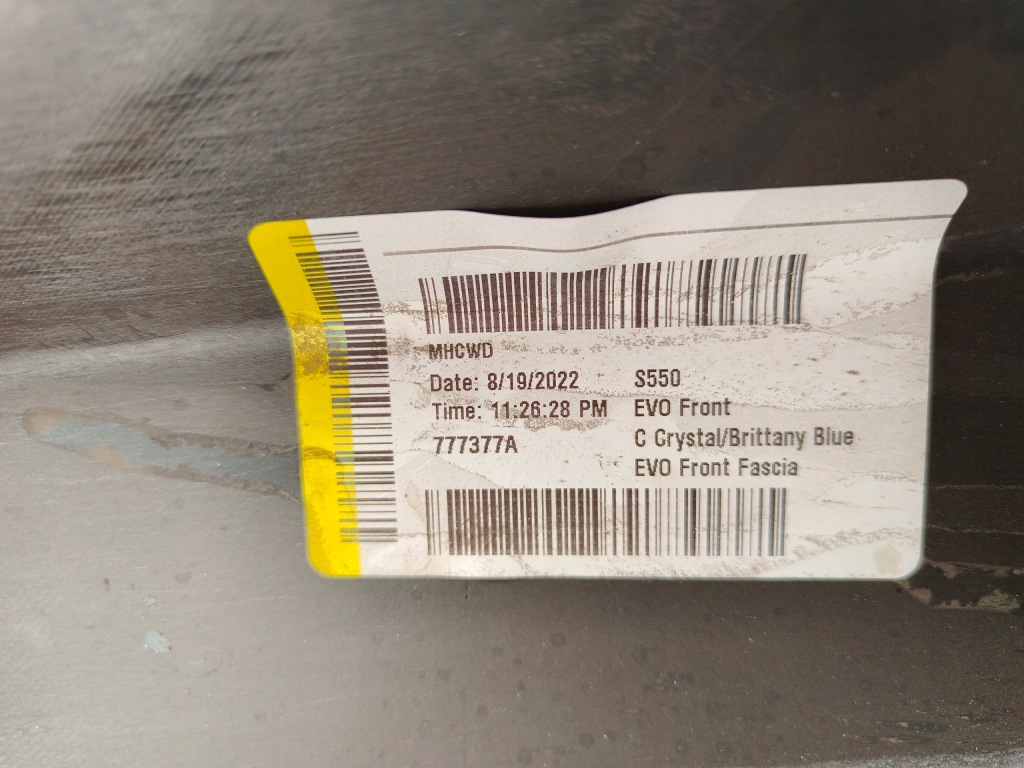 MHCWD
Date: 8/19/2022
Time: 11:26:28 PM
777377A
S550
EVO Front
C Crystal/Brittany Blue
EVO Front Fascia